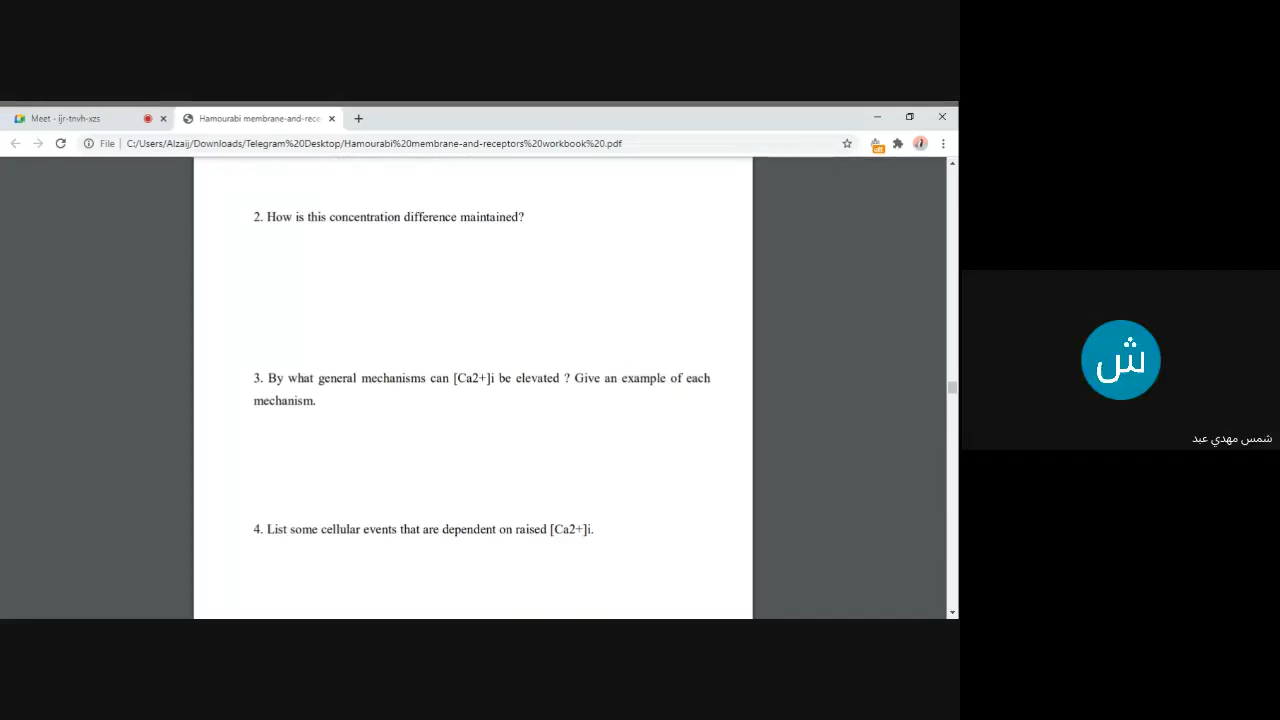 Meet - ijr-tnvh-xzs
Hamourabi membrane-and-rece
File
C:/Users/Alzaij/Downloads/Telegram%20Desktop/Hamourabi%20membrane-and-receptors%20workbook%20.pdf
off
2. How is this concentration difference maintained?
3. By what general mechanisms can [Ca2+]i be elevated ? Give an example of each
mechanism.
4. List some cellular events that are dependent on raised [Ca2+]i.
ش
شمس مهدي عبد